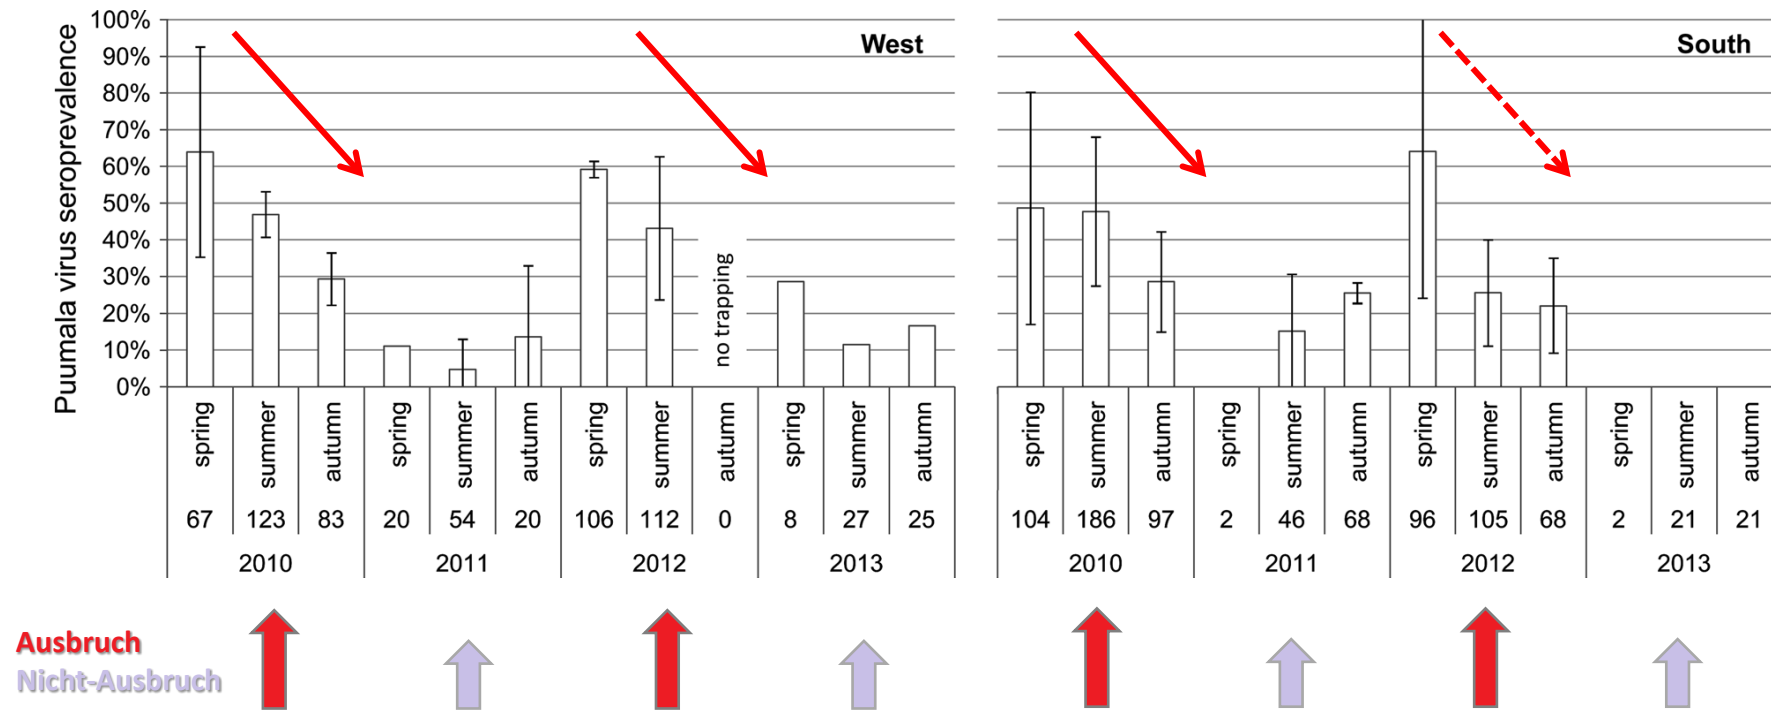 Puumala virus seroprevalence
100%
90%
80%
70%
60%
50%
40%
30%
20%
10%
0%
West
no trapping
spring summer autumn spring summer autumn spring summer autumn spring summer autumn
67 123 83 20 54 20 106 112 0 8 27 25
2010 2011 2012 2013
South
spring summer autumn spring summer autumn spring summer autumn spring summer autumn
104 186 97 2 46 68 96 105 68 2 21 21
2010 2011 2012 2013
Ausbruch
Nicht-Ausbruch